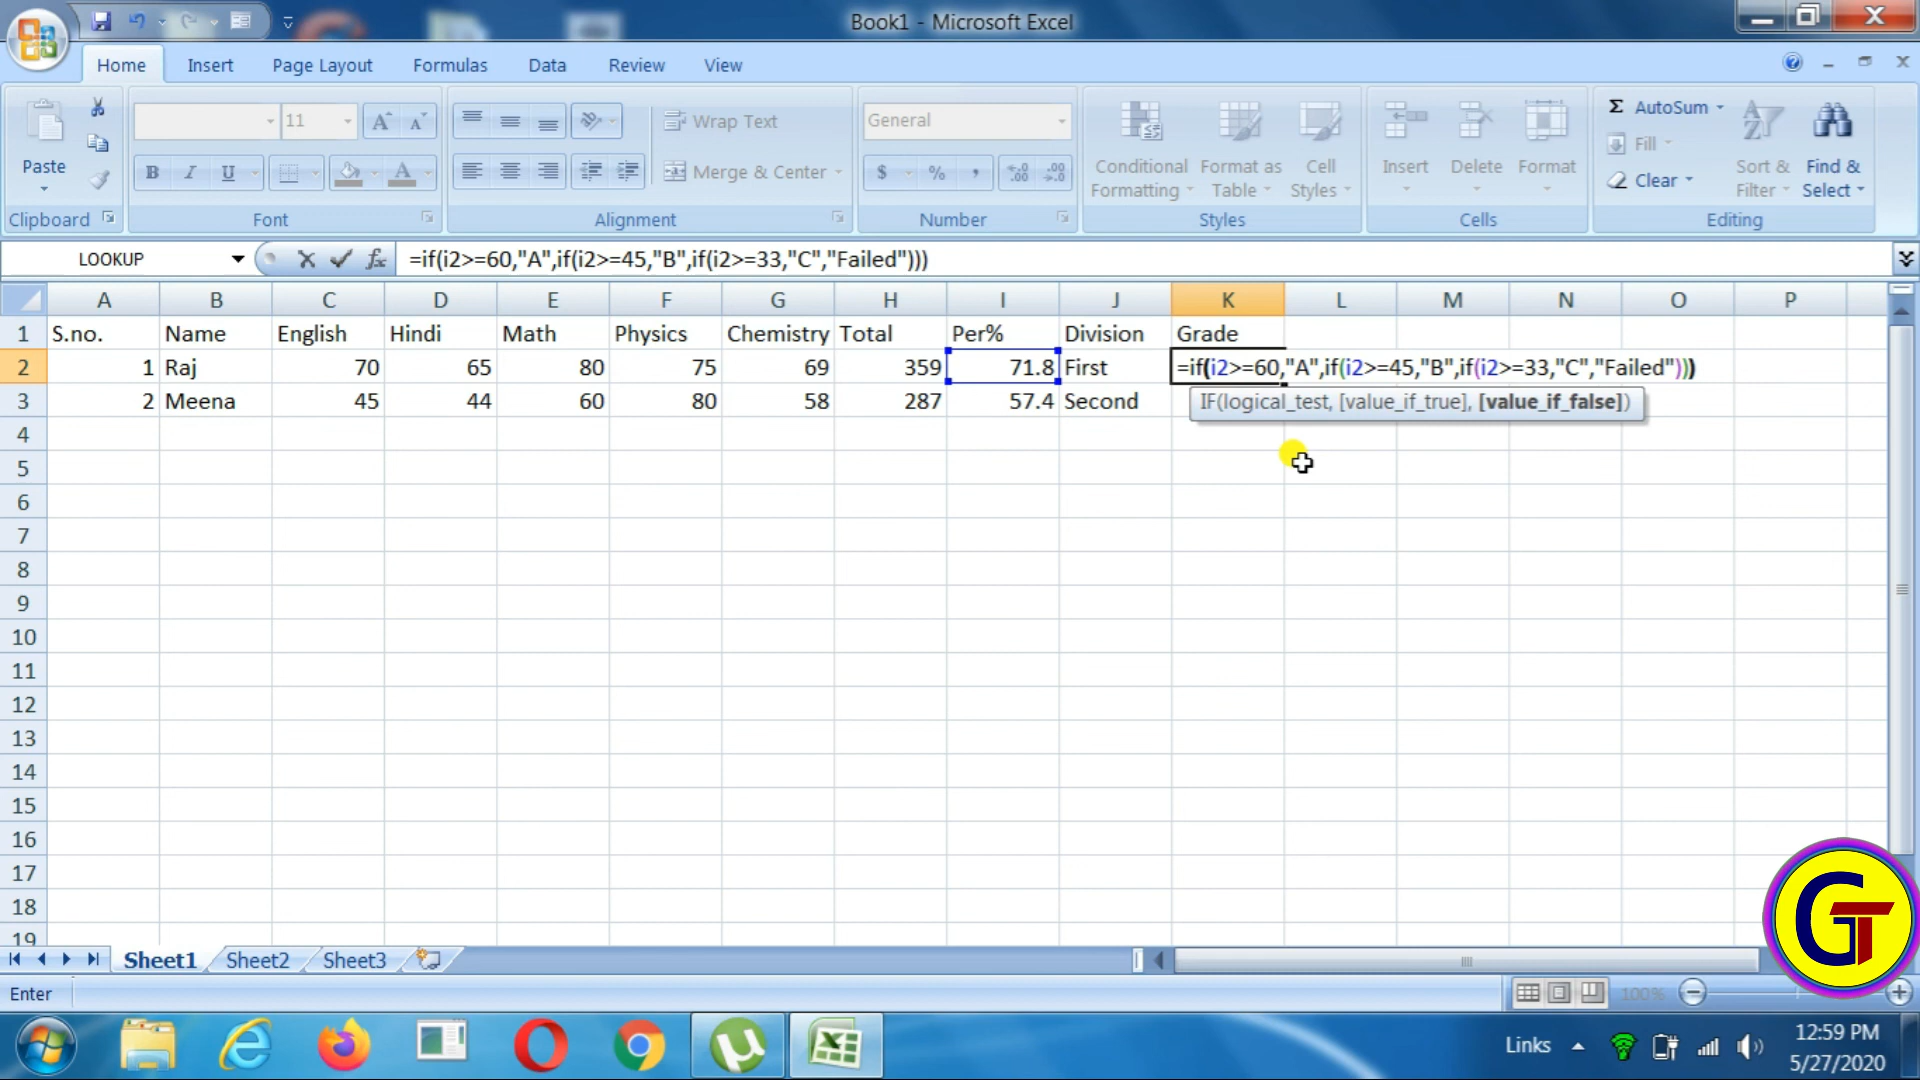 Book1 - Microsoft Excel
Home Insert Page Layout Formulas Data Review View
Paste
Clipboard
11
B I U
Font
Wrap Text
Merge & Center
Alignment
General
$ % ,
Number
Conditional Formatting
Format as Table
Cell Styles
Styles
Insert Delete Format
Cells
Σ AutoSum
Fill
Clear
Sort & Filter
Find & Select
Editing
LOOKUP fx =if(i2>=60,"A",if(i2>=45,"B",if(i2>=33,"C","Failed")))
A B C D E F G H I J K L M N O P
1 S.no. Name English Hindi Math Physics Chemistry Total Per% Division Grade
2 1 Raj 70 65 80 75 69 359 71.8 First =if(i2>=60,"A",if(i2>=45,"B",if(i2>=33,"C","Failed")))
3 2 Meena 45 44 60 80 58 287 57.4 Second
IF(logical_test, [value_if_true], [value_if_false])
4
5
6
7
8
9
10
11
12
13
14
15
16
17
18
19
GT
Sheet1 Sheet2 Sheet3
Enter 100%
Links 12:59 PM
5/27/2020